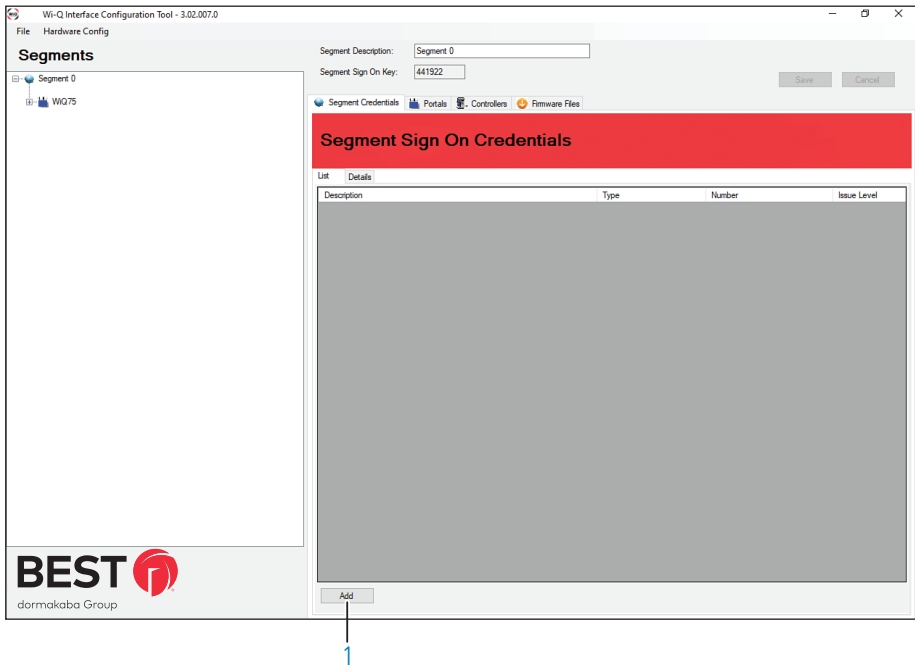 Wi-Q Interface Configuration Tool - 3.02.007.0
File Hardware Config
Segments
Segment 0
WiQ75
Segment Description: Segment 0
Segment Sign On Key: 441922
Save Cancel
Segment Credentials Portals Controllers Firmware Files
Segment Sign On Credentials
List Details
Description Type Number Issue Level
Add
BEST
dormakaba Group
1